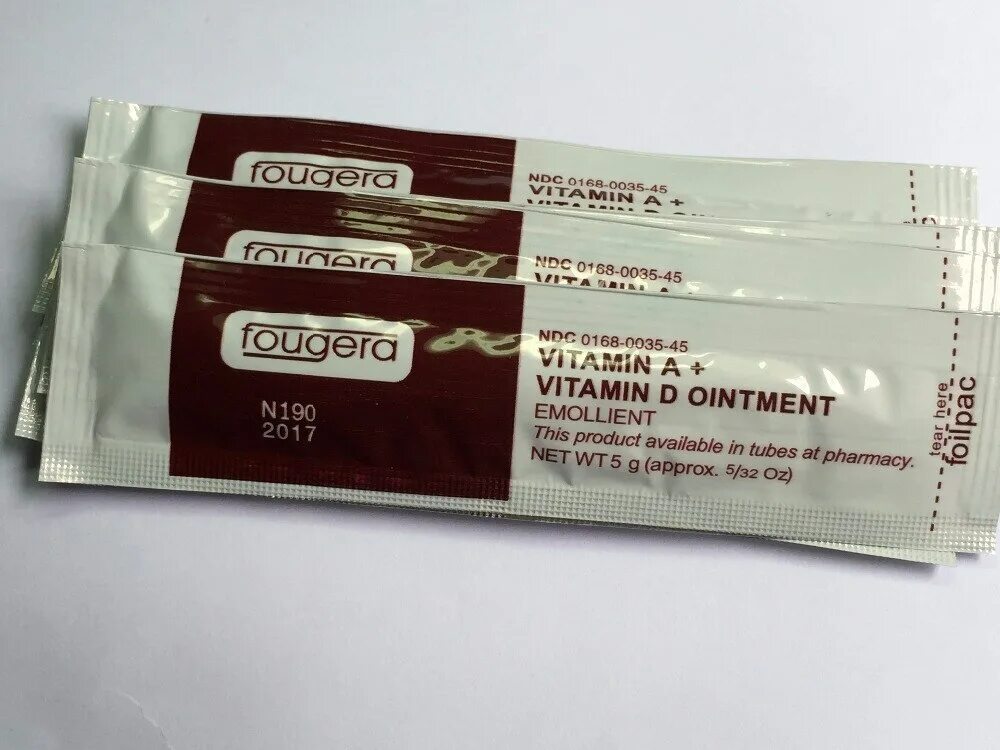 fougera
NDC 0168-0035-45
VITAMIN A +
VITAMIN D OINTMENT
fougera
NDC 0168-0035-45
VITAMIN A
fougera
N190
2017
NDC 0168-0035-45
VITAMIN A +
VITAMIN D OINTMENT
EMOLLIENT
This product available in tubes at pharmacy.
NET WT 5 g (approx. 5/32 Oz)
tear here
foilpac